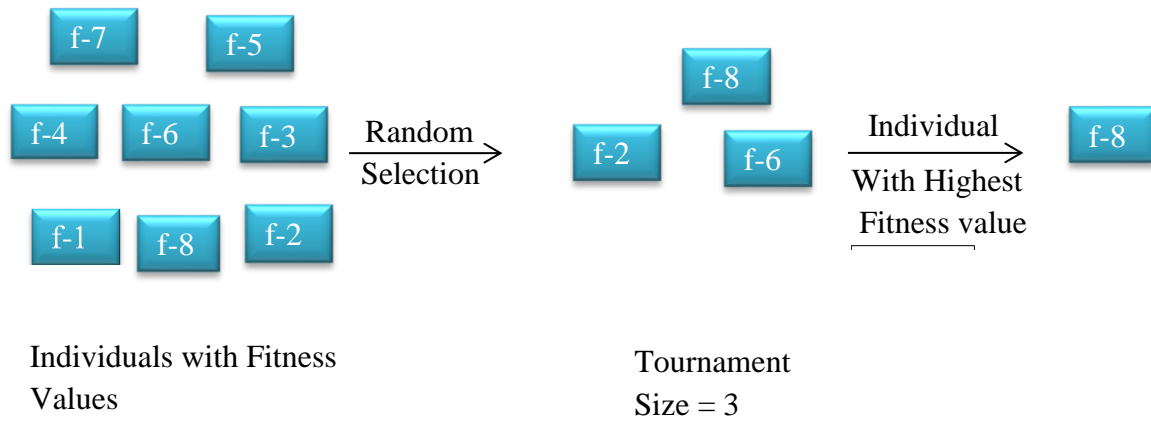 f-7
f-5
f-4
f-6
f-3
f-1
f-8
f-2
Random
Selection
f-8
f-2
f-6
Individual
With Highest
Fitness value
f-8
Individuals with Fitness
Values
Tournament
Size = 3